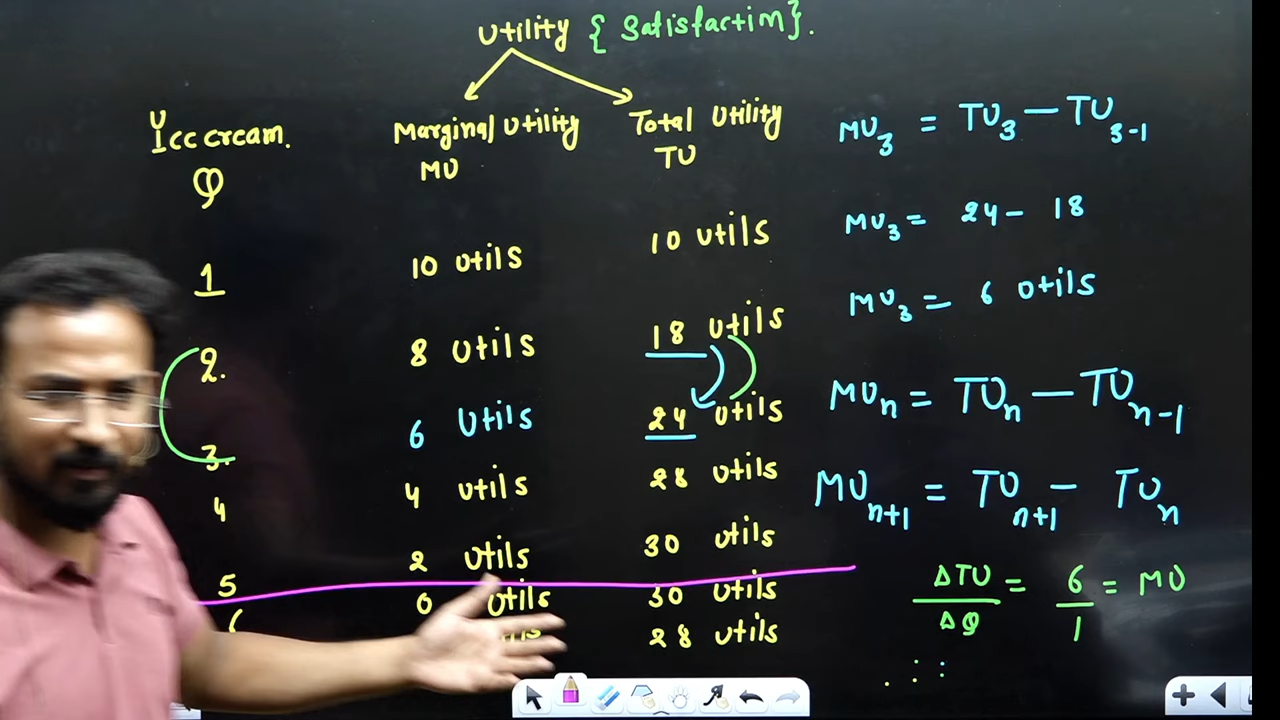 Utility { Satisfactim}.
Icc cream. Marginal Utility Total Utility MU₃ = TU₃ − TU₃₋₁
Q MU TU
1 10 Utils 10 Utils MU₃ = 24 − 18
2. 8 Utils 18 Utils MU₃ = 6 Utils
3. 6 Utils 24 Utils MUₙ = TUₙ − TUₙ₋₁
4 4 Utils 28 Utils MUₙ₊₁ = TUₙ₊₁ − TUₙ
5 2 Utils 30 Utils ΔTU/ΔQ = 6/1 = MU
0 Utils 30 Utils
28 Utils